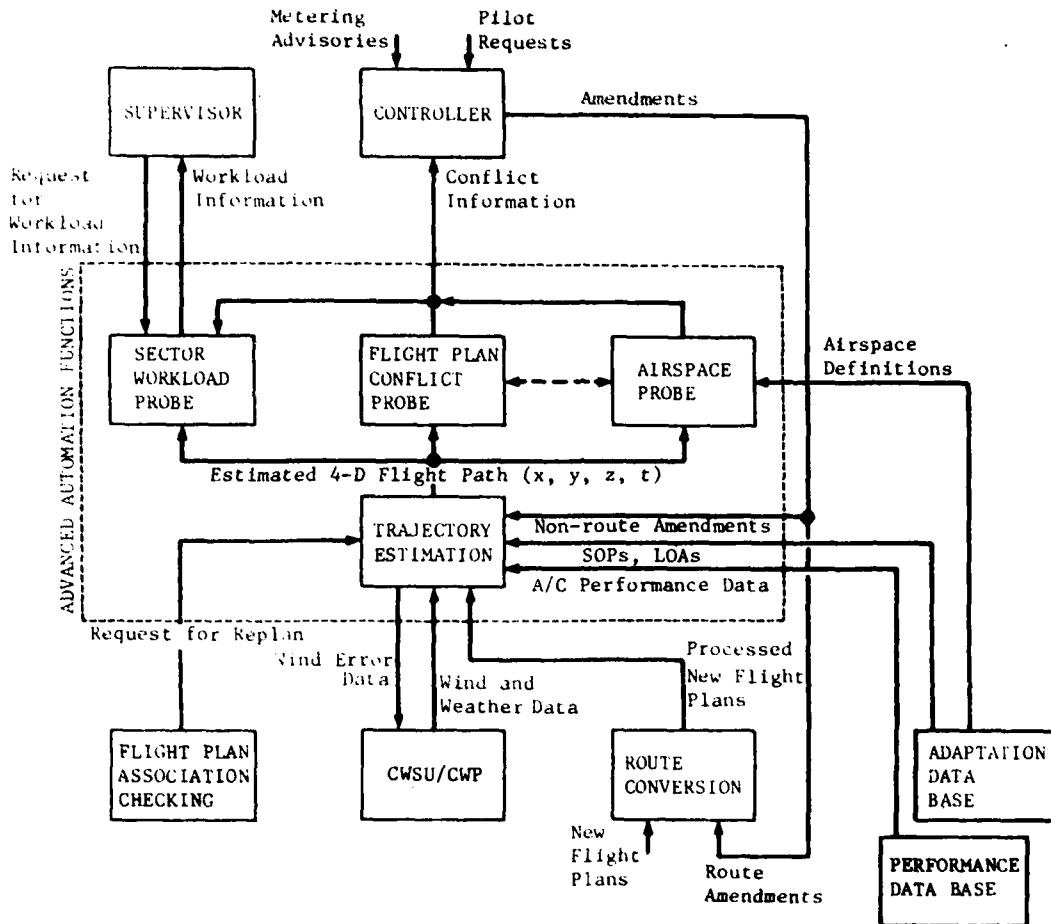 Metering
Advisories
Pilot
Requests
SUPERVISOR
CONTROLLER
Amendments
Request
for
Workload
Information
Workload
Information
Conflict
Information
ADVANCED AUTOMATION FUNCTIONS
SECTOR
WORKLOAD
PROBE
FLIGHT PLAN
CONFLICT
PROBE
AIRSPACE
PROBE
Airspace
Definitions
Estimated 4-D Flight Path (x, y, z, t)
TRAJECTORY
ESTIMATION
Non-route Amendments
SOPs, LOAs
A/C Performance Data
Request for Replan
Wind Error
Data
Wind and
Weather Data
Processed
New Flight
Plans
FLIGHT PLAN
ASSOCIATION
CHECKING
CWSU/CWP
ROUTE
CONVERSION
ADAPTATION
DATA
BASE
New
Flight
Plans
Route
Amendments
PERFORMANCE
DATA BASE